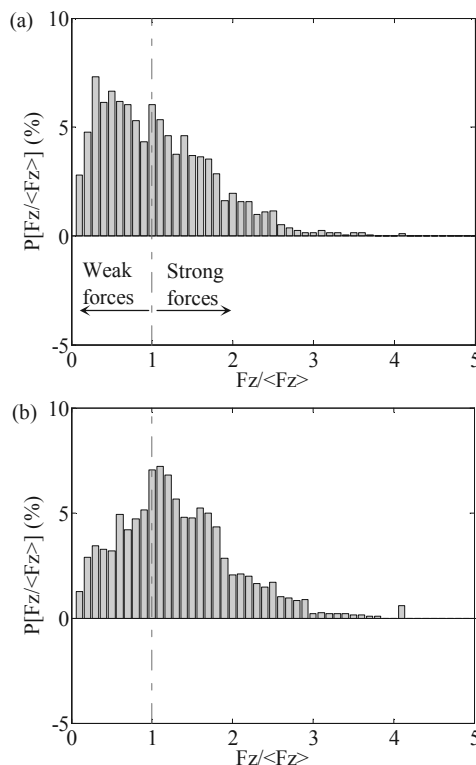 (a)
10
5
0
-5
P[Fz/<Fz>] (%)
Weak
forces
Strong
forces
0 1 2 3 4 5
Fz/<Fz>
(b)
10
5
0
-5
P[Fz/<Fz>] (%)
0 1 2 3 4 5
Fz/<Fz>